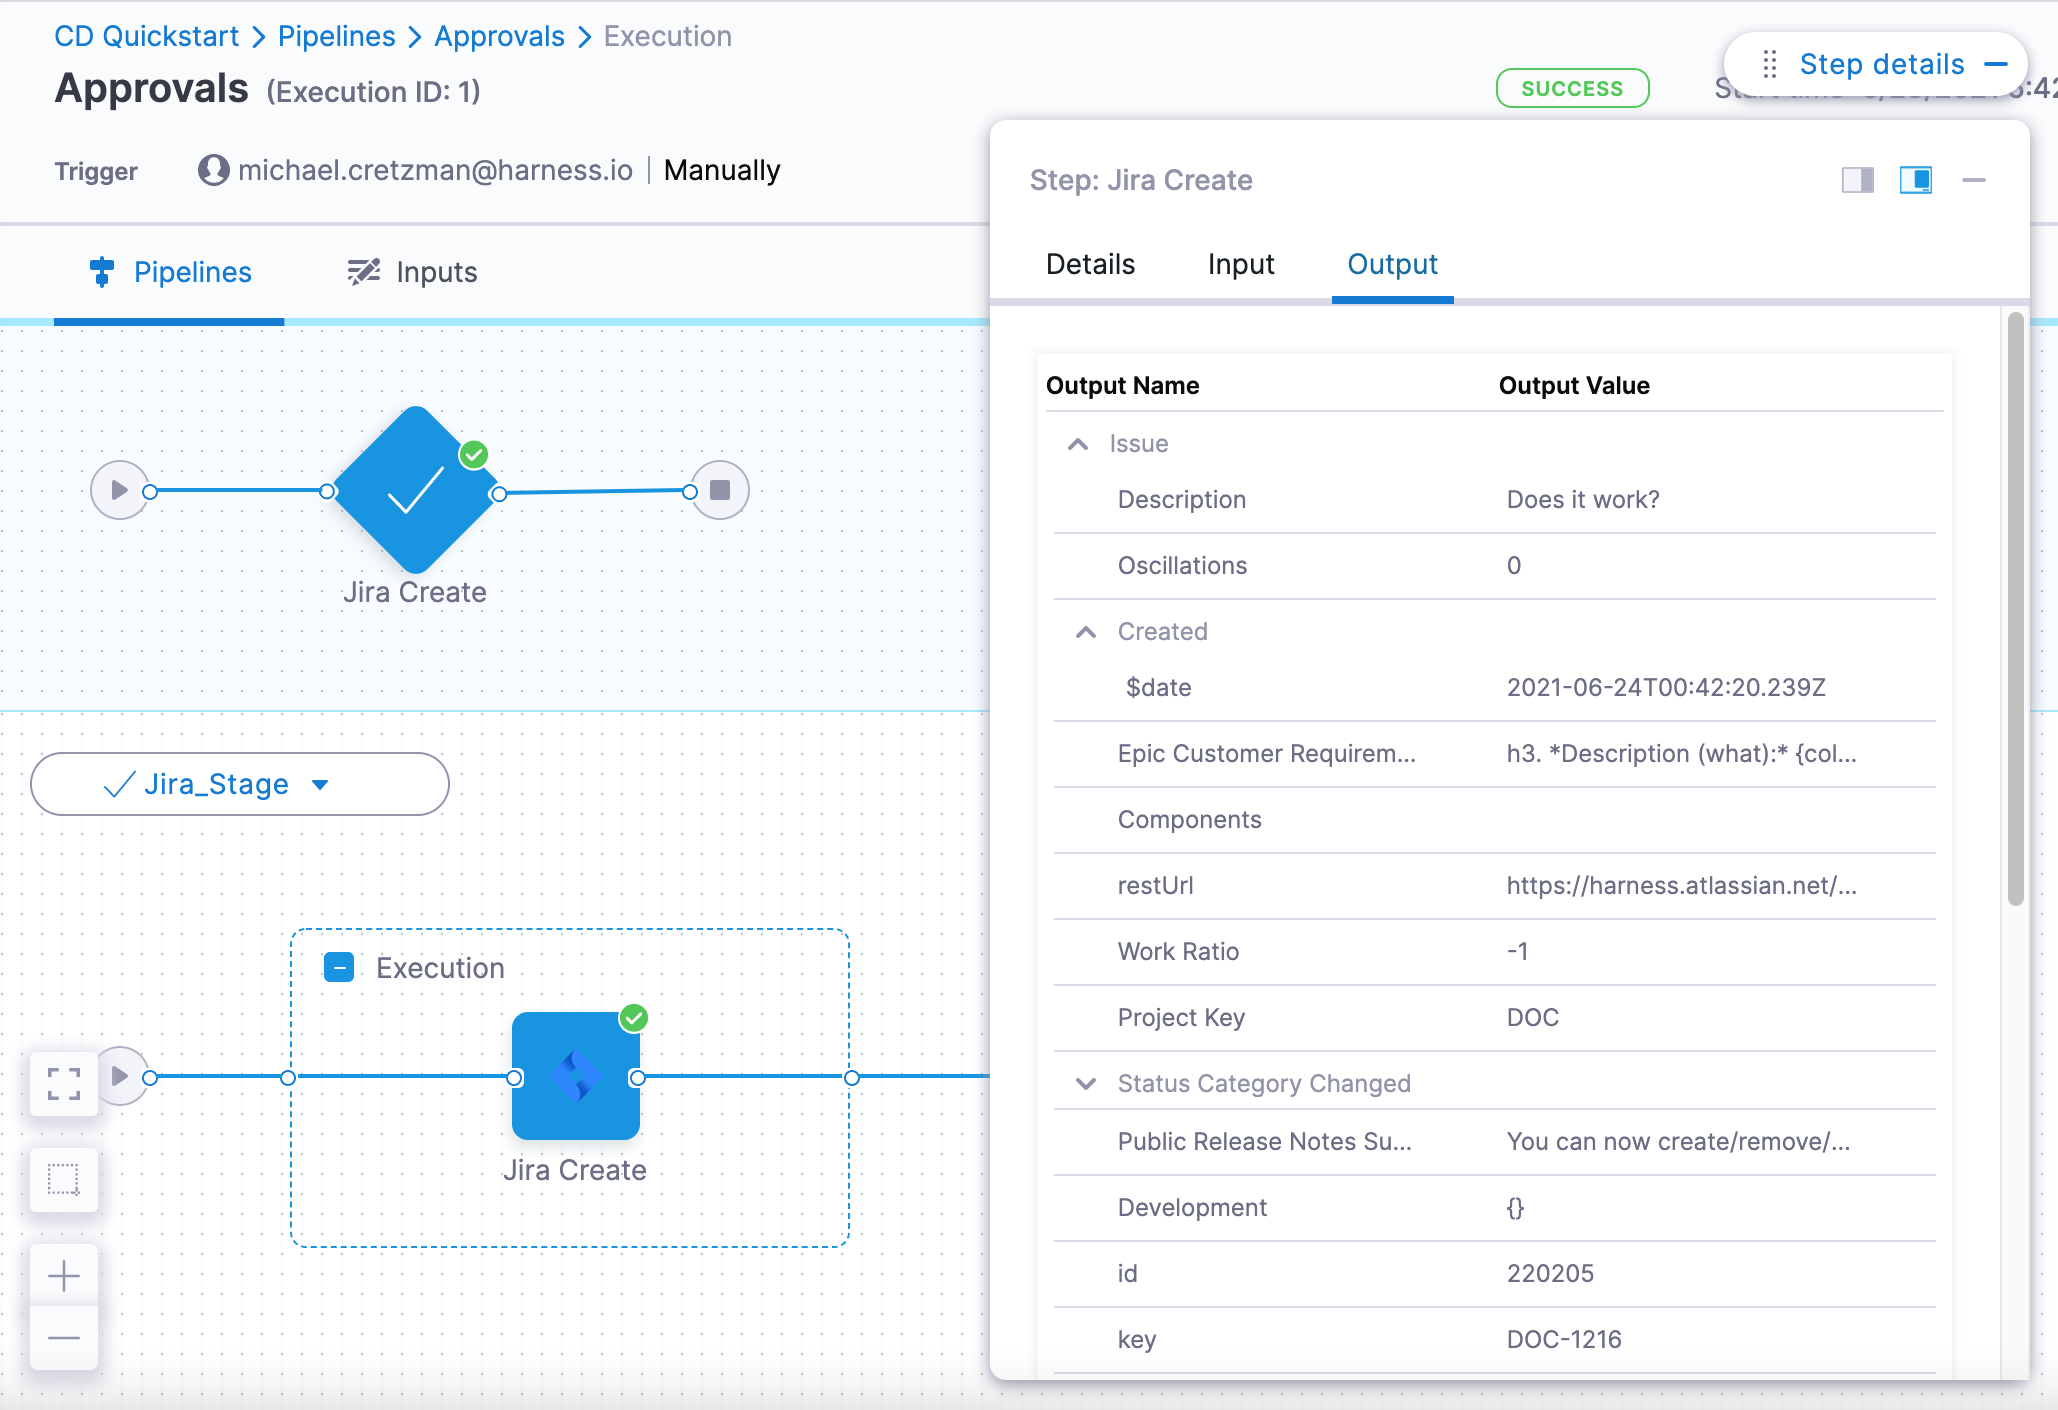 CD Quickstart > Pipelines > Approvals > Execution
Approvals (Execution ID: 1)
SUCCESS
Step details
Trigger michael.cretzman@harness.io | Manually
Pipelines
Inputs
Jira Create
Jira_Stage
Execution
Jira Create
Step: Jira Create
Details Input Output
Output Name Output Value
Issue
Description Does it work?
Oscillations 0
Created
$date 2021-06-24T00:42:20.239Z
Epic Customer Requirem... h3. *Description (what):* {col...
Components
restUrl https://harness.atlassian.net/...
Work Ratio -1
Project Key DOC
Status Category Changed
Public Release Notes Su... You can now create/remove/...
Development {}
id 220205
key DOC-1216